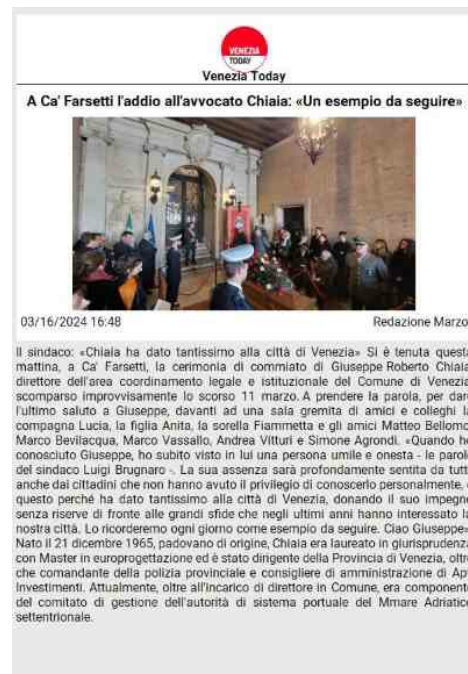 VENEZIA
TODAY
Venezia Today
A Ca' Farsetti l'addio all'avvocato Chiaia: «Un esempio da seguire»
03/16/2024 16:48
Redazione Marzo
Il sindaco: «Chiaia ha dato tantissimo alla città di Venezia» Si è tenuta questa
mattina, a Ca' Farsetti, la cerimonia di commiato di Giuseppe Roberto Chiaia
direttore dell'area coordinamento legale e istituzionale del Comune di Venezia
scomparso improvvisamente lo scorso 11 marzo. A prendere la parola, per dare
l'ultimo saluto a Giuseppe, davanti ad una sala gremita di amici e colleghi la
compagna Lucia, la figlia Anita, la sorella Fiammetta e gli amici Matteo Bellomo
Marco Bevilacqua, Marco Vassallo, Andrea Vitturi e Simone Agrondi. «Quando ho
conosciuto Giuseppe, ho subito visto in lui una persona umile e onesta - le parole
del sindaco Luigi Brugnaro -. La sua assenza sarà profondamente sentita da tutti
anche dai cittadini che non hanno avuto il privilegio di conoscerlo personalmente,
questo perché ha dato tantissimo alla città di Venezia, donando il suo impegno
senza riserve di fronte alle grandi sfide che negli ultimi anni hanno interessato la
nostra città. Lo ricorderemo ogni giorno come esempio da seguire. Ciao Giuseppe»
Nato il 21 dicembre 1965, padovano di origine, Chiaia era laureato in giurisprudenza
con Master in europrogettazione ed è stato dirigente della Provincia di Venezia, oltre
che comandante della polizia provinciale e consigliere di amministrazione di Apv
Investimenti. Attualmente, oltre all'incarico di direttore in Comune, era componente
del comitato di gestione dell'autorità di sistema portuale del Mmare Adriatico
settentrionale.